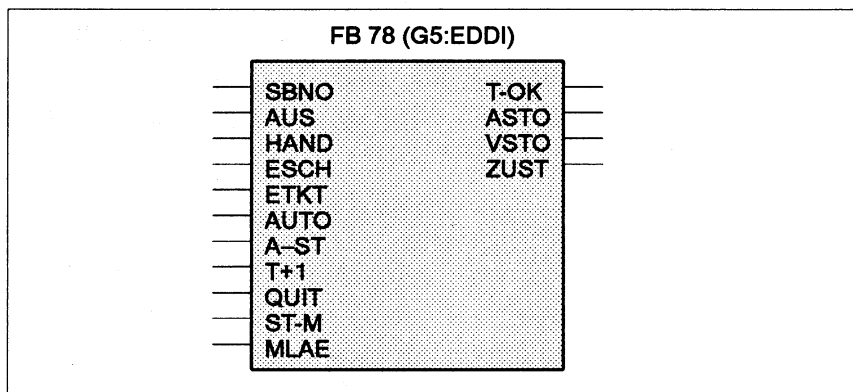 FB 78 (G5:EDDI)
SBNO
AUS
HAND
ESCH
ETKT
AUTO
A–ST
T+1
QUIT
ST-M
MLAE
T-OK
ASTO
VSTO
ZUST